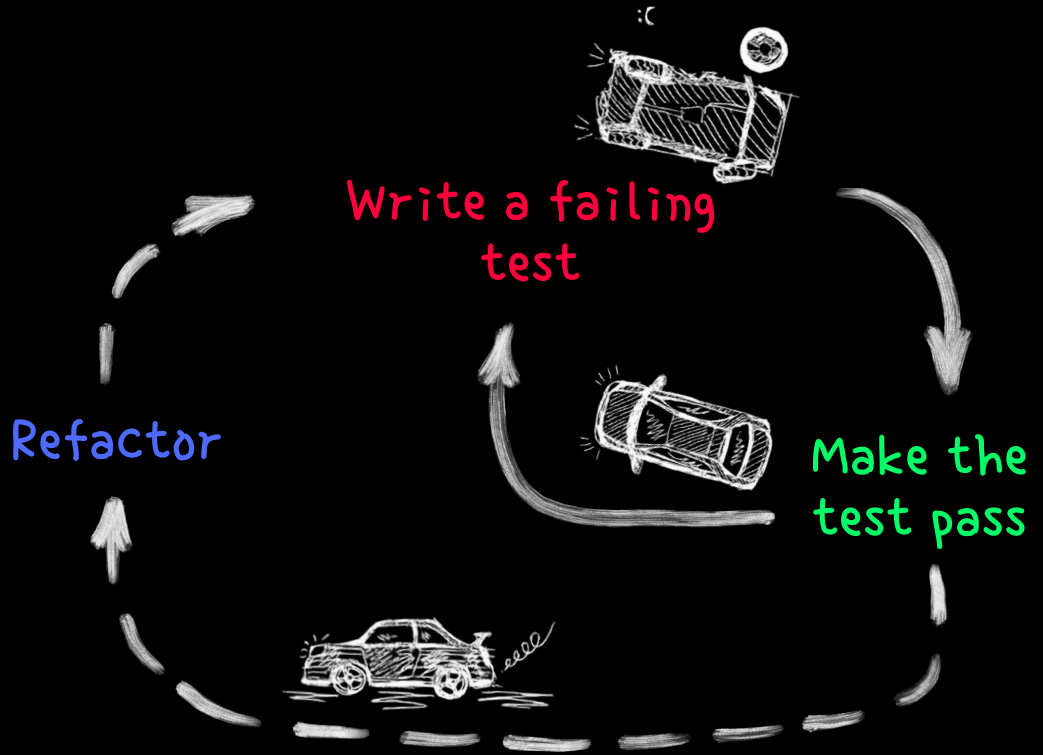 :(
Write a failing
test
Refactor
Make the
test pass